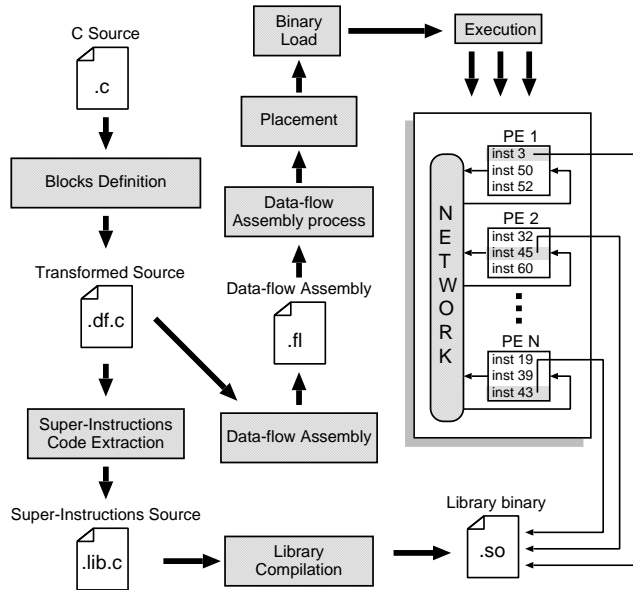 C Source
.c
Blocks Definition
Transformed Source
.df.c
Super-Instructions
Code Extraction
Super-Instructions Source
.lib.c
Library
Compilation
Data-flow Assembly
.fl
Data-flow Assembly
Data-flow
Assembly process
Placement
Binary
Load
Execution
NETWORK
PE 1
inst 3
inst 50
inst 52
PE 2
inst 32
inst 45
inst 60
PE N
inst 19
inst 39
inst 43
Library binary
.so